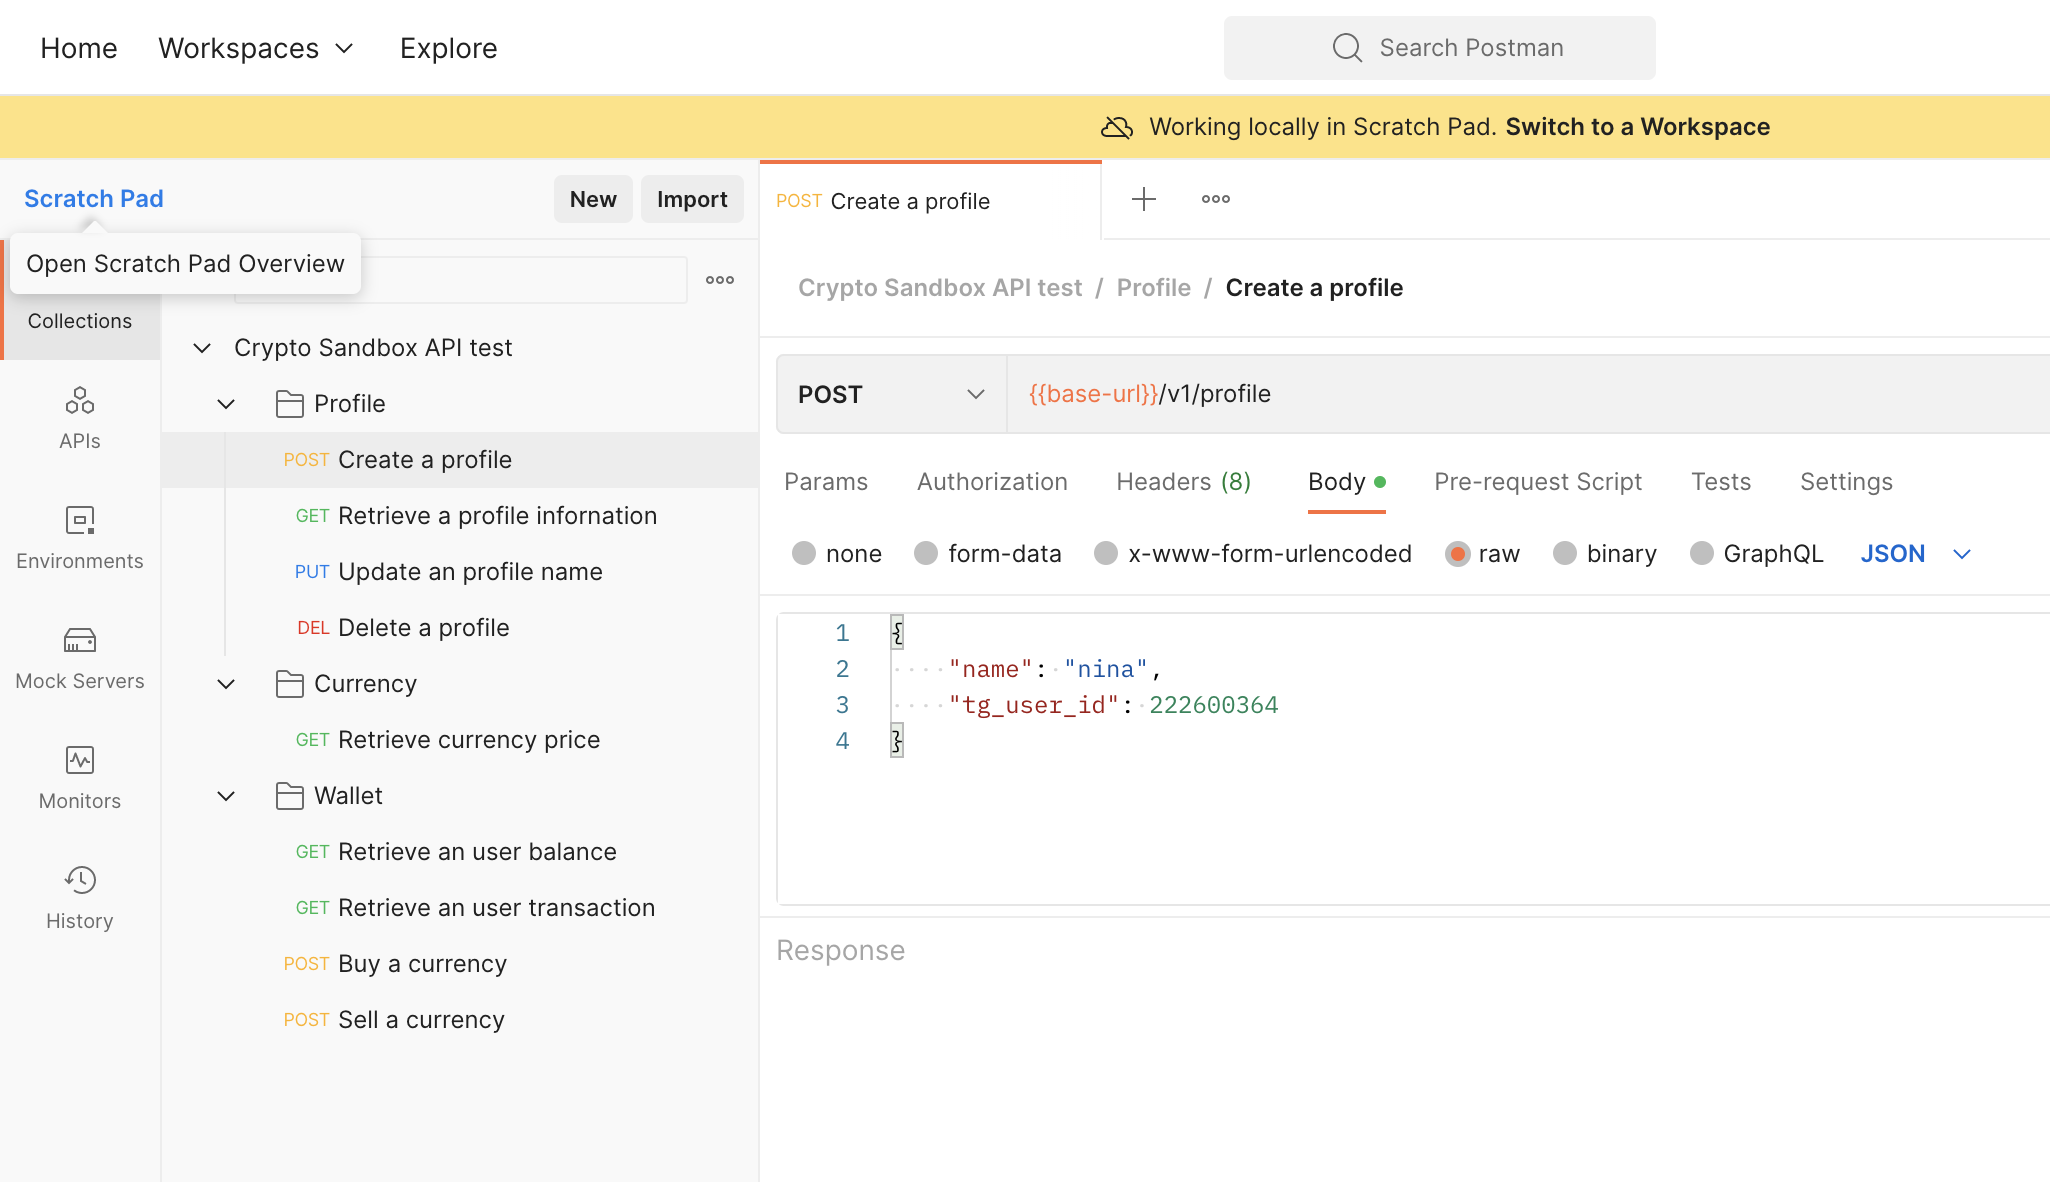 Home Workspaces Explore Search Postman
Working locally in Scratch Pad. Switch to a Workspace
Scratch Pad New Import
Open Scratch Pad Overview
Collections
APIs
Environments
Mock Servers
Monitors
History
Crypto Sandbox API test
Profile
POST Create a profile
GET Retrieve a profile infornation
PUT Update an profile name
DEL Delete a profile
Currency
GET Retrieve currency price
Wallet
GET Retrieve an user balance
GET Retrieve an user transaction
POST Buy a currency
POST Sell a currency
POST Create a profile
Crypto Sandbox API test / Profile / Create a profile
POST {{base-url}}/v1/profile
Params Authorization Headers (8) Body Pre-request Script Tests Settings
none form-data x-www-form-urlencoded raw binary GraphQL JSON
1 {
2 "name": "nina",
3 "tg_user_id": 222600364
4 }
Response